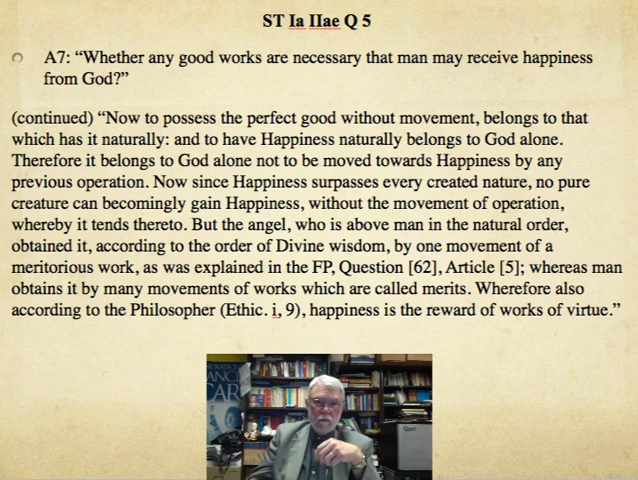 ST Ia IIae Q 5
A7: “Whether any good works are necessary that man may receive happiness
from God?”
(continued) “Now to possess the perfect good without movement, belongs to that
which has it naturally: and to have Happiness naturally belongs to God alone.
Therefore it belongs to God alone not to be moved towards Happiness by any
previous operation. Now since Happiness surpasses every created nature, no pure
creature can becomingly gain Happiness, without the movement of operation,
whereby it tends thereto. But the angel, who is above man in the natural order,
obtained it, according to the order of Divine wisdom, by one movement of a
meritorious work, as was explained in the FP, Question [62], Article [5]; whereas man
obtains it by many movements of works which are called merits. Wherefore also
according to the Philosopher (Ethic. i, 9), happiness is the reward of works of virtue.”